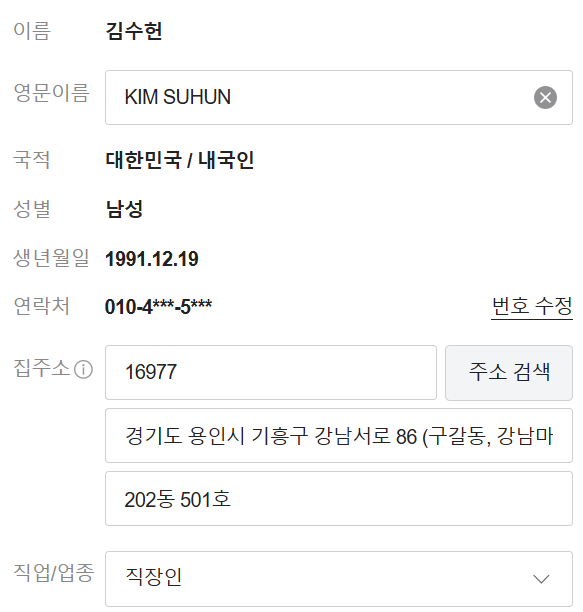 이름 김수헌
영문이름 KIM SUHUN
국적 대한민국 / 내국인
성별 남성
생년월일 1991.12.19
연락처 010-4***-5*** 번호 수정
집주소 16977 주소 검색
경기도 용인시 기흥구 강남서로 86 (구갈동, 강남마
202동 501호
직업/업종 직장인